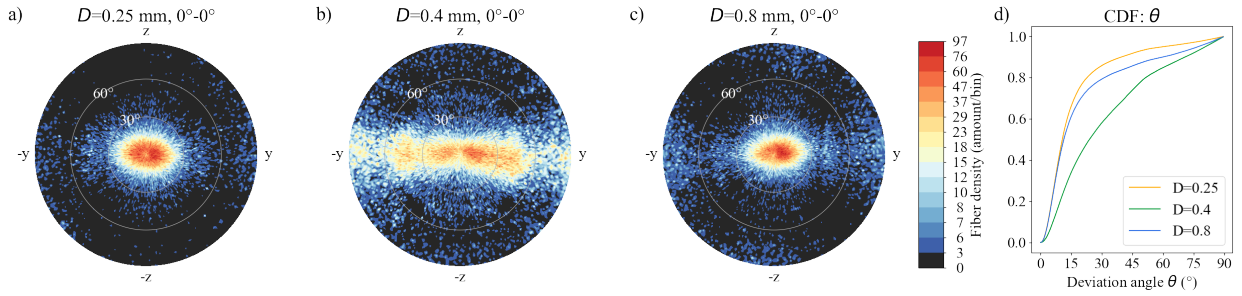 a) D=0.25 mm, 0°-0°
z
60°
30°
-y
y
-z
b) D=0.4 mm, 0°-0°
z
60°
30°
-y
y
-z
c) D=0.8 mm, 0°-0°
z
60°
30°
-y
y
-z
97
76
60
47
37
29
23
18
15
12
10
8
7
6
3
0
Fiber density (amount/bin)
d) CDF: θ
1.0
0.8
0.6
0.4
0.2
0.0
D=0.25
D=0.4
D=0.8
0 15 30 45 60 75 90
Deviation angle θ (°)